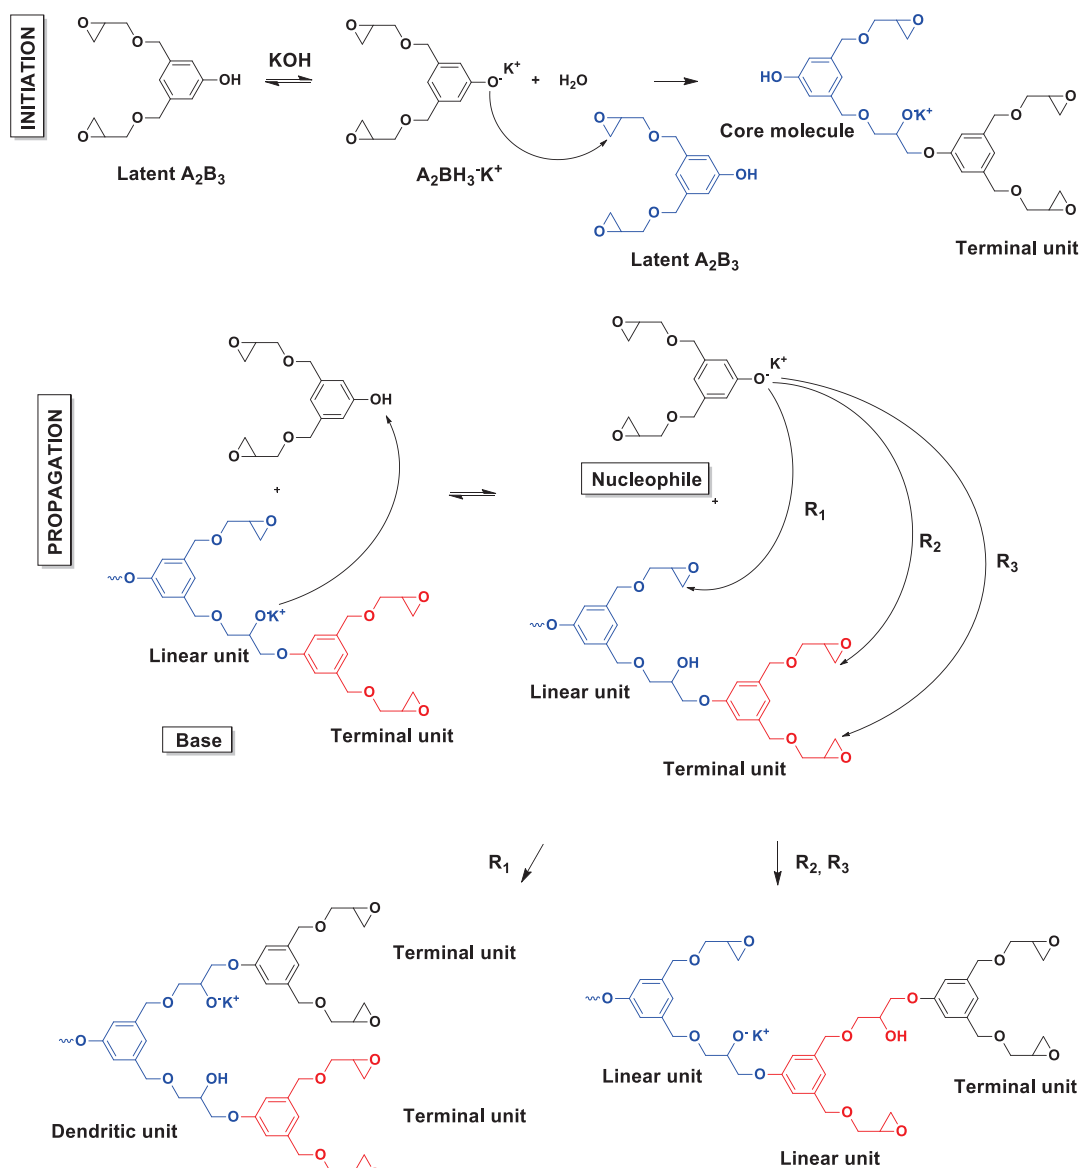 INITIATION
O
O
OH
O
O
Latent A₂B₃
KOH
O
O
O⁻K⁺
O
O
A₂BH₃⁻K⁺
+ H₂O
O
O
OH
O
O
Latent A₂B₃
O
O
HO
O
O⁻K⁺
Core molecule
O
O
O
O
O
Terminal unit
PROPAGATION
O
O
OH
O
O
+
O
O
O
O
O⁻K⁺
Linear unit
O
O
O
O
O
Terminal unit
Base
O
O
O⁻K⁺
O
O
Nucleophile
+
R₁
R₂
R₃
O
O
O
O
OH
Linear unit
O
O
O
O
O
Terminal unit
R₁
R₂, R₃
O
O
O
O
O
Terminal unit
O
O⁻K⁺
O
O
OH
O
O
O
O
Terminal unit
Dendritic unit
O
O
O
O
O⁻ K⁺
Linear unit
O
O
OH
O
O
O
O
O
O
O
Terminal unit
Linear unit